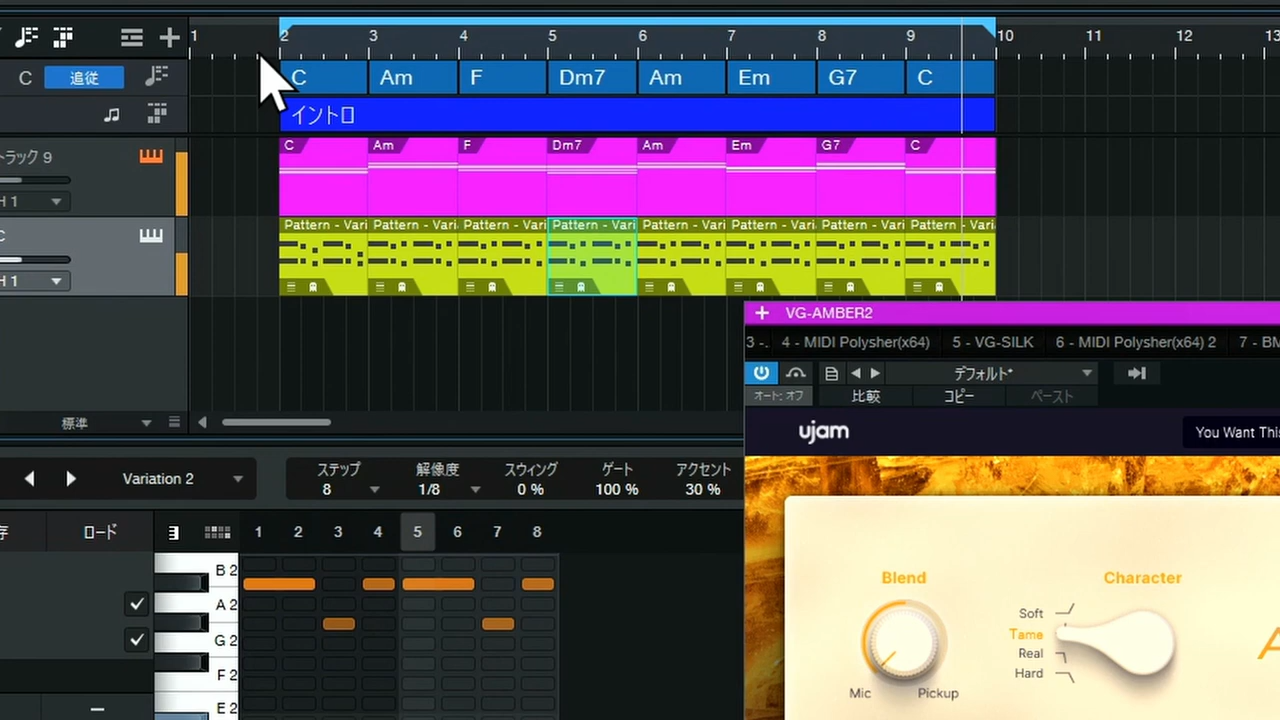 1 2 3 4 5 6 7 8 9 10 11 12 13
C 追従 C Am F Dm7 Am Em G7 C
イントロ
トラック 9 C Am F Dm7 Am Em G7 C
H 1
C Pattern - Vari Pattern - Vari Pattern - Vari Pattern - Vari Pattern - Vari Pattern - Vari Pattern - Vari Pattern - Vari
H 1
VG-AMBER2
3 -. 4 - MIDI Polysher(x64) 5 - VG-SILK 6 - MIDI Polysher(x64) 2 7 - BM
デフォルト*
オート: オフ 比較 コピー ペースト
標準
ujam You Want This
Variation 2 ステップ 解像度 スウィング ゲート アクセント
8 1/8 0 % 100 % 30 %
存 ロード 1 2 3 4 5 6 7 8
B 2
A 2
G 2
F 2
E 2
Blend Character
Soft
Tame
Real
Hard
Mic Pickup